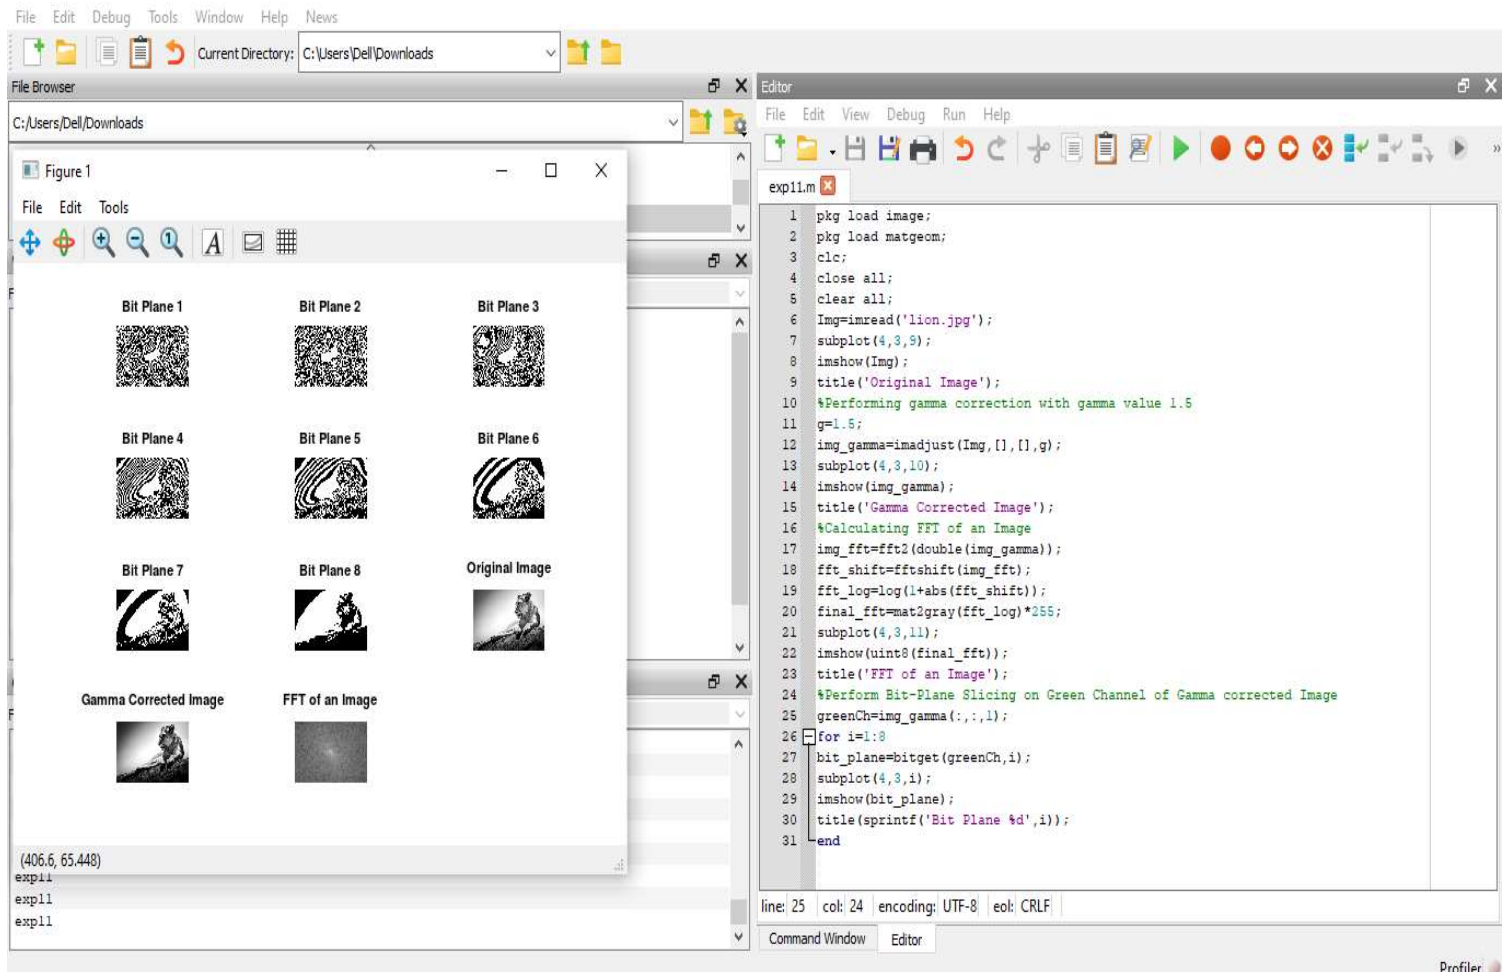 File Edit Debug Tools Window Help News
Current Directory: C:\Users\Dell\Downloads
File Browser
C:/Users/Dell/Downloads
Figure 1
File Edit Tools
A
Bit Plane 1 Bit Plane 2 Bit Plane 3
Bit Plane 4 Bit Plane 5 Bit Plane 6
Bit Plane 7 Bit Plane 8 Original Image
Gamma Corrected Image FFT of an Image
(406.6, 65.448)
exp11
exp11
exp11
Editor
File Edit View Debug Run Help
exp11.m
1 pkg load image;
2 pkg load matgeom;
3 clc;
4 close all;
5 clear all;
6 Img=imread('lion.jpg');
7 subplot(4,3,9);
8 imshow(Img);
9 title('Original Image');
10 %Performing gamma correction with gamma value 1.5
11 g=1.5;
12 img_gamma=imadjust(Img,[],[],g);
13 subplot(4,3,10);
14 imshow(img_gamma);
15 title('Gamma Corrected Image');
16 %Calculating FFT of an Image
17 img_fft=fft2(double(img_gamma));
18 fft_shift=fftshift(img_fft);
19 fft_log=log(1+abs(fft_shift));
20 final_fft=mat2gray(fft_log)*255;
21 subplot(4,3,11);
22 imshow(uint8(final_fft));
23 title('FFT of an Image');
24 %Perform Bit-Plane Slicing on Green Channel of Gamma corrected Image
25 greenCh=img_gamma(:,:,1);
26 for i=1:8
27 bit_plane=bitget(greenCh,i);
28 subplot(4,3,i);
29 imshow(bit_plane);
30 title(sprintf('Bit Plane %d',i));
31 end
line: 25 col: 24 encoding: UTF-8 eol: CRLF
Command Window Editor
Profiler